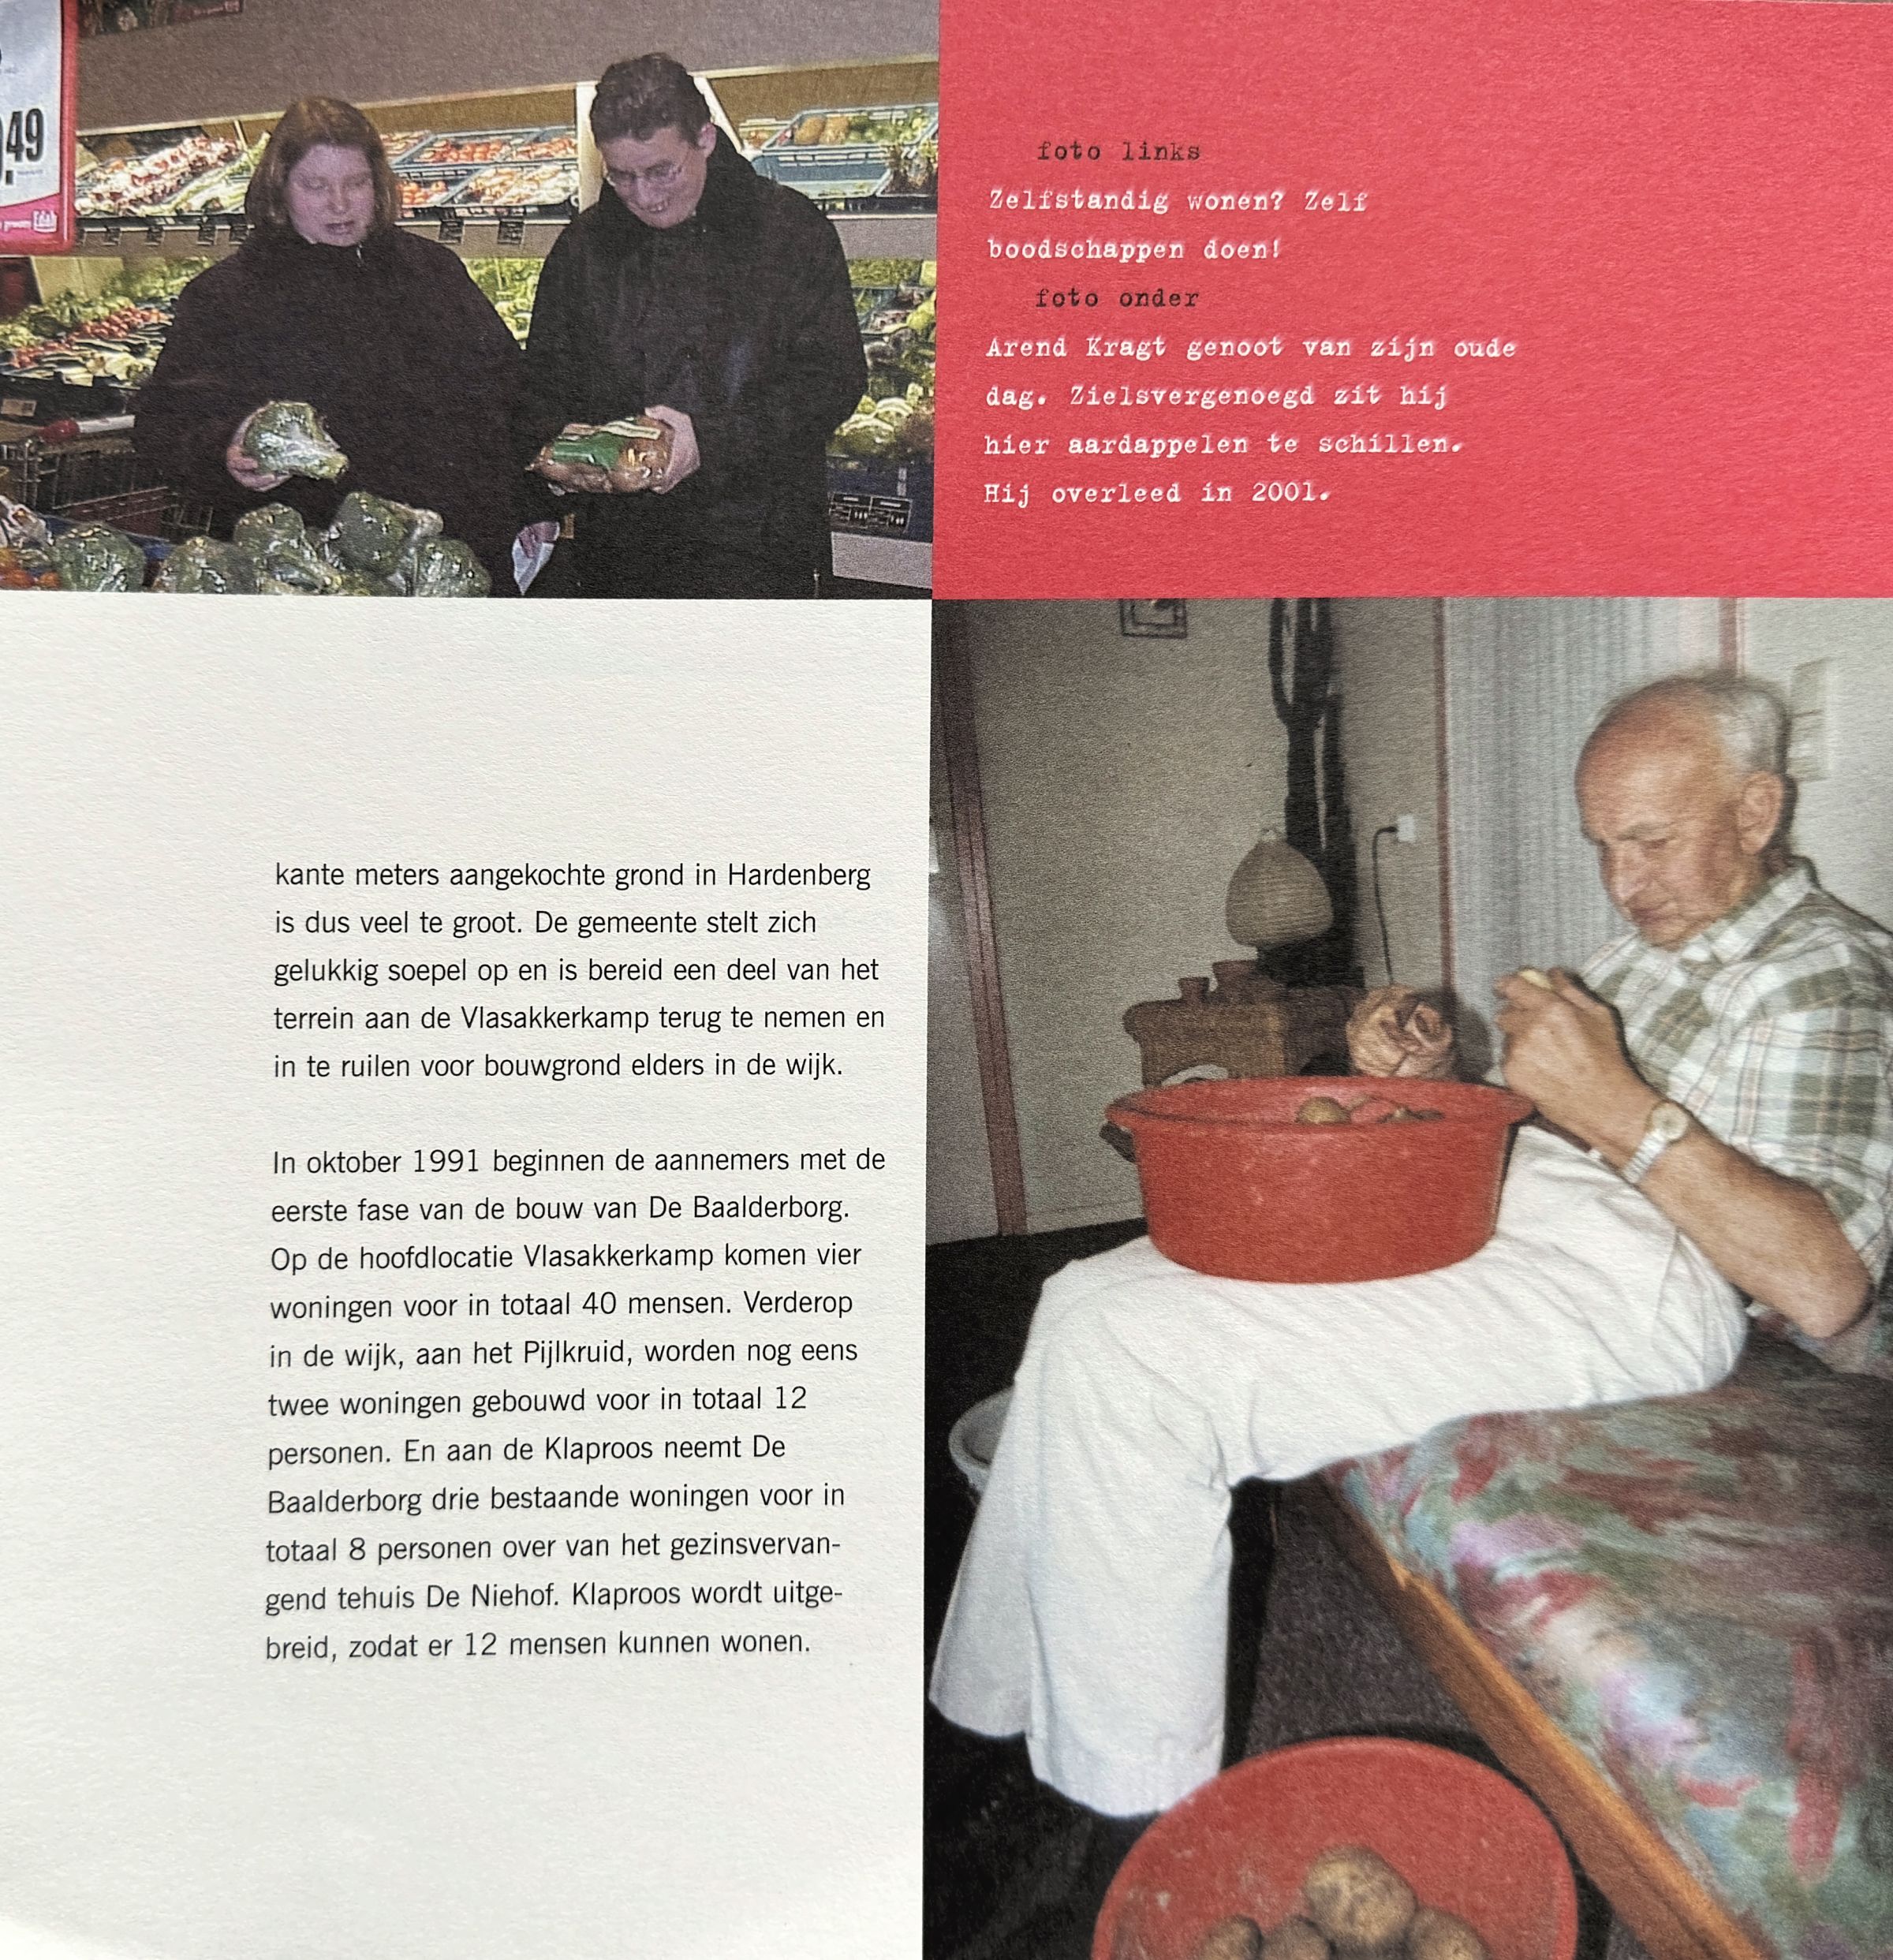 49
Edah
foto links
Zelfstandig wonen? Zelf
boodschappen doen!
foto onder
Arend Kragt genoot van zijn oude
dag. Zielsvergenoegd zit hij
hier aardappelen te schillen.
Hij overleed in 2001.
kante meters aangekochte grond in Hardenberg
is dus veel te groot. De gemeente stelt zich
gelukkig soepel op en is bereid een deel van het
terrein aan de Vlasakkerkamp terug te nemen en
in te ruilen voor bouwgrond elders in de wijk.
In oktober 1991 beginnen de aannemers met de
eerste fase van de bouw van De Baalderborg.
Op de hoofdlocatie Vlasakkerkamp komen vier
woningen voor in totaal 40 mensen. Verderop
in de wijk, aan het Pijlkruid, worden nog eens
twee woningen gebouwd voor in totaal 12
personen. En aan de Klaproos neemt De
Baalderborg drie bestaande woningen voor in
totaal 8 personen over van het gezinsvervan-
gend tehuis De Niehof. Klaproos wordt uitge-
breid, zodat er 12 mensen kunnen wonen.